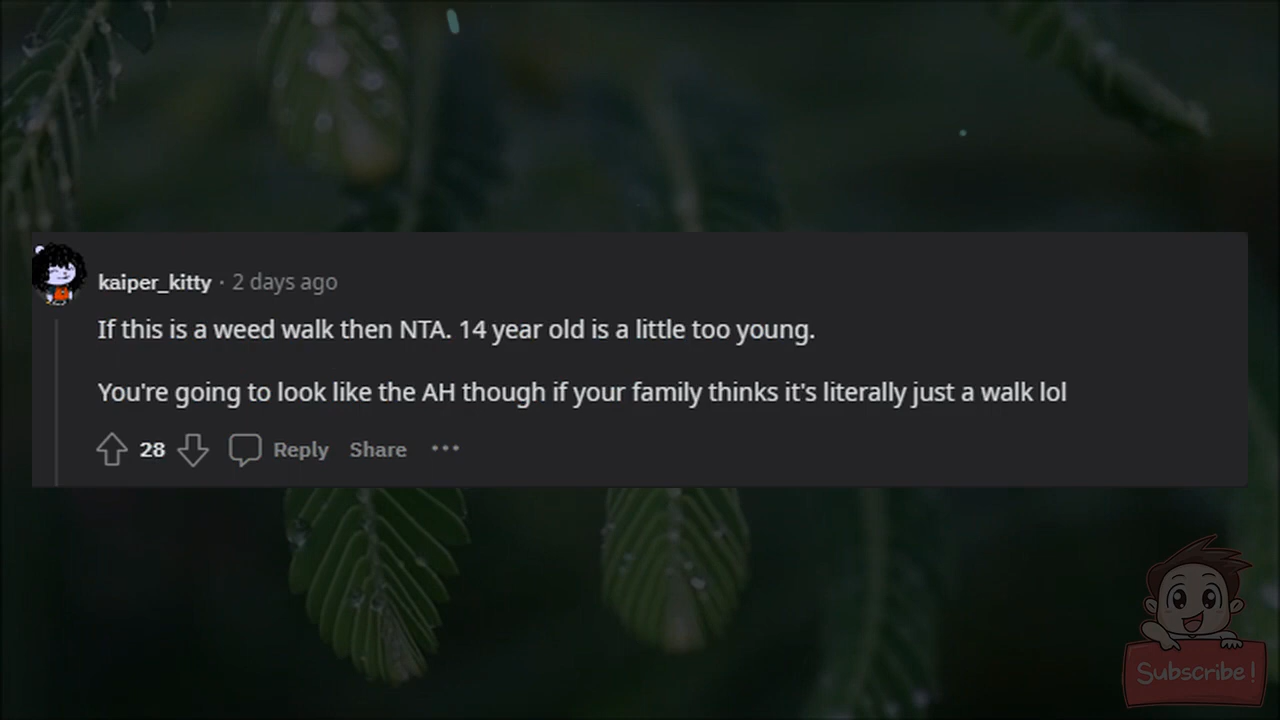 kaiper_kitty · 2 days ago
If this is a weed walk then NTA. 14 year old is a little too young.
You're going to look like the AH though if your family thinks it's literally just a walk lol
28 Reply Share ···
Subscribe!